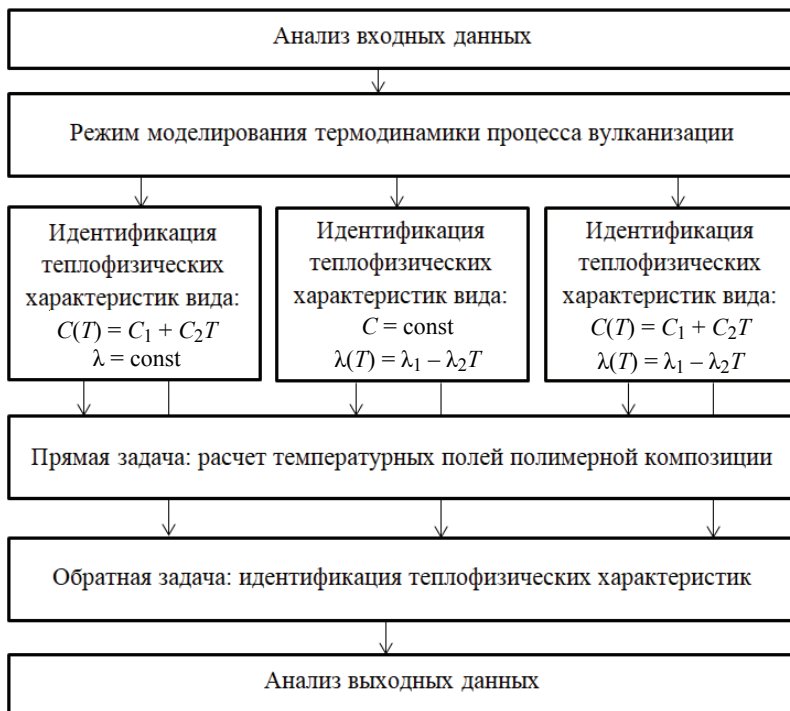 Анализ входных данных
Режим моделирования термодинамики процесса вулканизации
Идентификация
теплофизических
характеристик вида:
C(T) = C₁ + C₂T
λ = const
Идентификация
теплофизических
характеристик вида:
C = const
λ(T) = λ₁ – λ₂T
Идентификация
теплофизических
характеристик вида:
C(T) = C₁ + C₂T
λ(T) = λ₁ – λ₂T
Прямая задача: расчет температурных полей полимерной композиции
Обратная задача: идентификация теплофизических характеристик
Анализ выходных данных